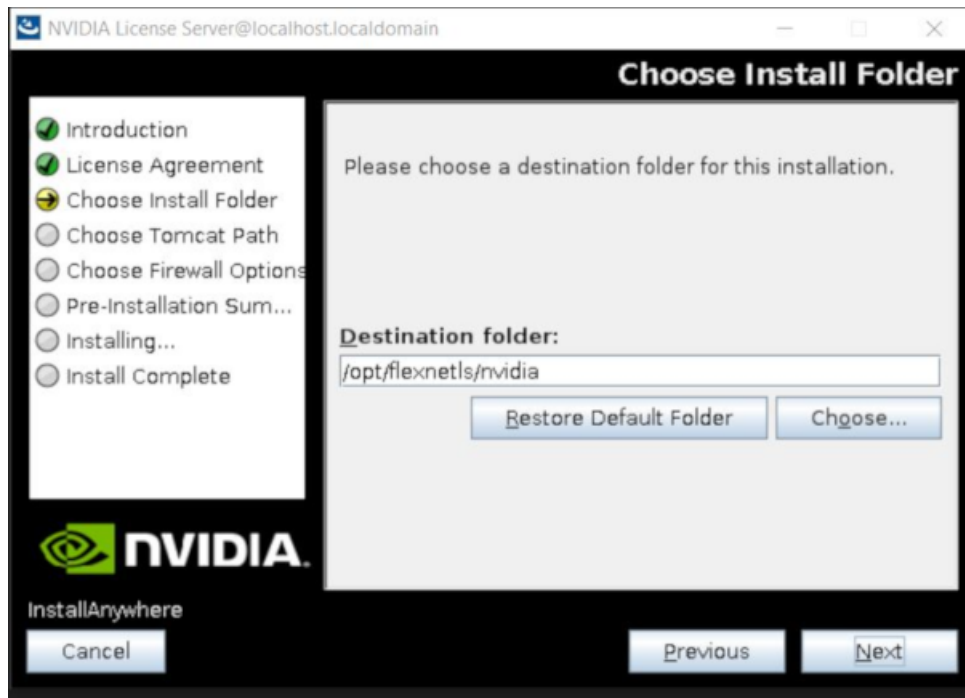 NVIDIA License Server@localhost.localdomain
Choose Install Folder
Introduction
License Agreement
Choose Install Folder
Choose Tomcat Path
Choose Firewall Options
Pre-Installation Sum...
Installing...
Install Complete
Please choose a destination folder for this installation.
Destination folder:
/opt/flexnetls/nvidia
Restore Default Folder
Choose...
NVIDIA.
InstallAnywhere
Cancel
Previous
Next